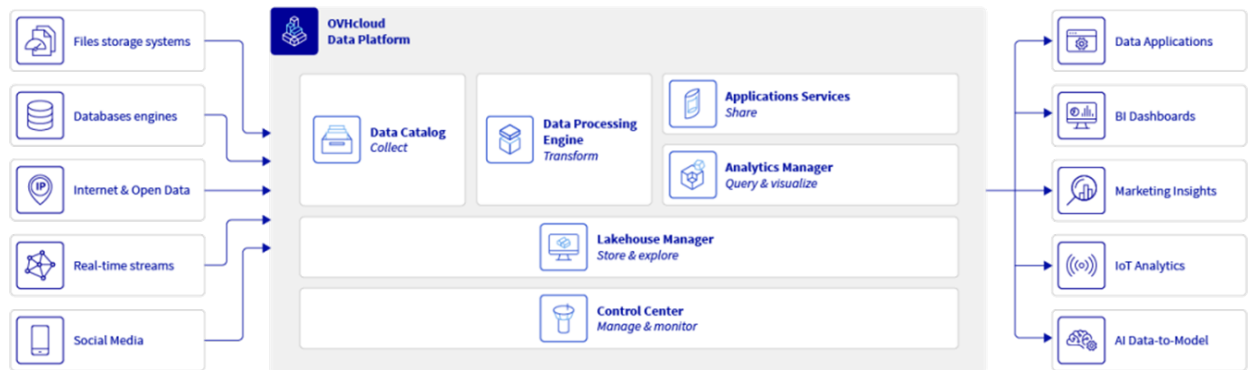 Files storage systems
Databases engines
IP
Internet & Open Data
Real-time streams
Social Media
OVHcloud
Data Platform
Data Catalog
Collect
Data Processing
Engine
Transform
Applications Services
Share
Analytics Manager
Query & visualize
Lakehouse Manager
Store & explore
Control Center
Manage & monitor
Data Applications
BI Dashboards
Marketing Insights
IoT Analytics
AI Data-to-Model